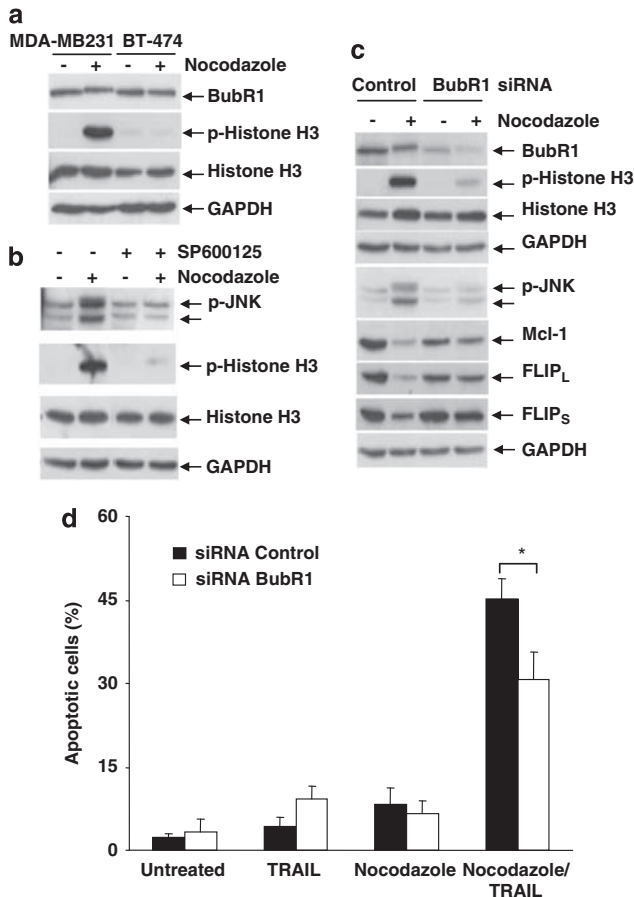 a
MDA-MB231 BT-474
- + - + Nocodazole
BubR1
p-Histone H3
Histone H3
GAPDH
b
- - + + SP600125
- + - + Nocodazole
p-JNK
p-Histone H3
Histone H3
GAPDH
c
Control BubR1 siRNA
- + - + Nocodazole
BubR1
p-Histone H3
Histone H3
GAPDH
p-JNK
Mcl-1
FLIPL
FLIPS
GAPDH
d
60
45
30
15
0
Apoptotic cells (%)
siRNA Control
siRNA BubR1
*
Untreated TRAIL Nocodazole Nocodazole/
TRAIL